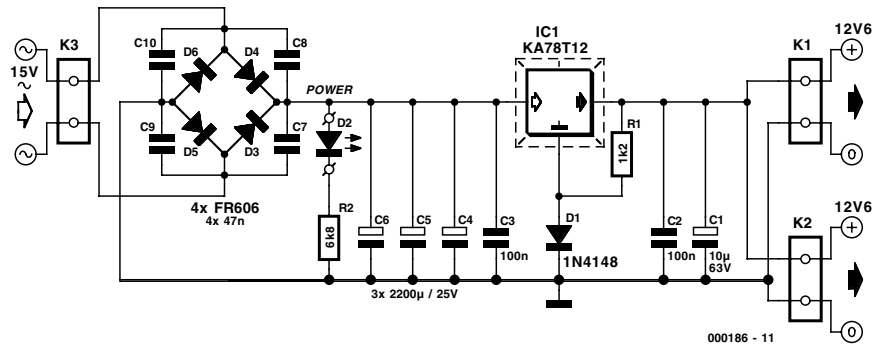 K3
15V
~
C10
D6
D4
C8
C9
D5
D3
C7
4x FR606
4x 47n
POWER
D2
R2
6k8
C6
C5
C4
C3
100n
3x 2200µ / 25V
IC1
KA78T12
R1
1k2
D1
1N4148
C2
100n
C1
10µ
63V
K1
12V6
+
0
K2
12V6
+
0
000186 - 11